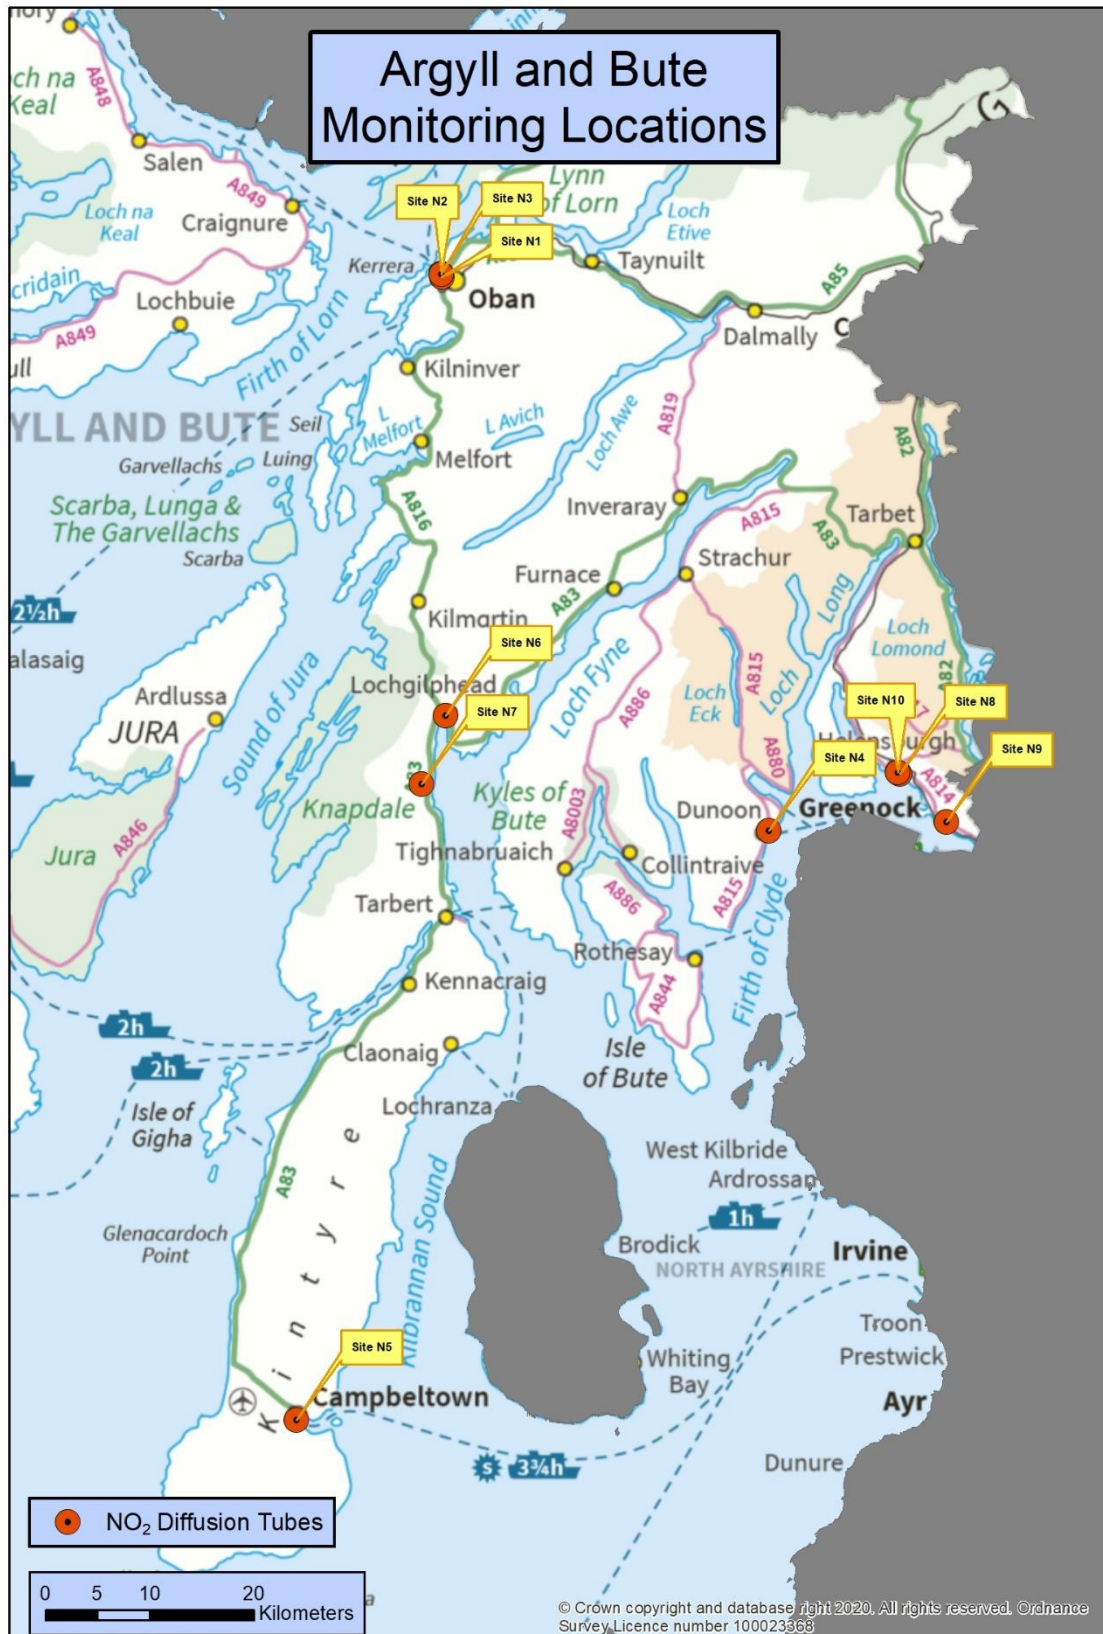 Argyll and Bute
Monitoring Locations
A848
Salen
A849
Craignure
Loch na
Keal
Lochbuie
A849
Firth of Lorn
Kerrera
Site N2
Site N3
Site N1
Lynn
of Lorn
Loch
Etive
Taynuilt
A85
Oban
Dalmally
Kilninver
L
Melfort
Melfort
L Avich
Loch Awe
A819
Seil
Luing
Garvellachs
Scarba, Lunga &
The Garvellachs
Scarba
A816
Inveraray
A815
A83
A82
Tarbet
Strachur
Furnace
A83
2½h
Kilmartin
Site N6
Lochgilphead
Site N7
Ardlussa
JURA
Sound of Jura
Loch Fyne
A886
Loch
Eck
A815
Loch Long
Loch
Lomond
A82
Site N10
Site N8
Helensburgh
Site N9
A814
A880
Site N4
Knapdale
A83
Kyles of
Bute
A8003
Dunoon
Greenock
Jura
A846
Tighnabruaich
Collintraive
A886
A815
Tarbert
Rothesay
Firth of Clyde
A844
Kennacraig
2h
2h
Claonaig
Isle
of Bute
Isle of
Gigha
Lochranza
A83
Kintyre
Kilbrannan Sound
West Kilbride
Ardrossan
1h
Glenacardoch
Point
Brodick
NORTH AYRSHIRE
Irvine
Troon
Prestwick
Whiting
Bay
Site N5
Campbeltown
Ayr
S
3¾h
Dunure
NO₂ Diffusion Tubes
0 5 10 20
Kilometers
© Crown copyright and database right 2020. All rights reserved. Ordnance
Survey Licence number 100023368